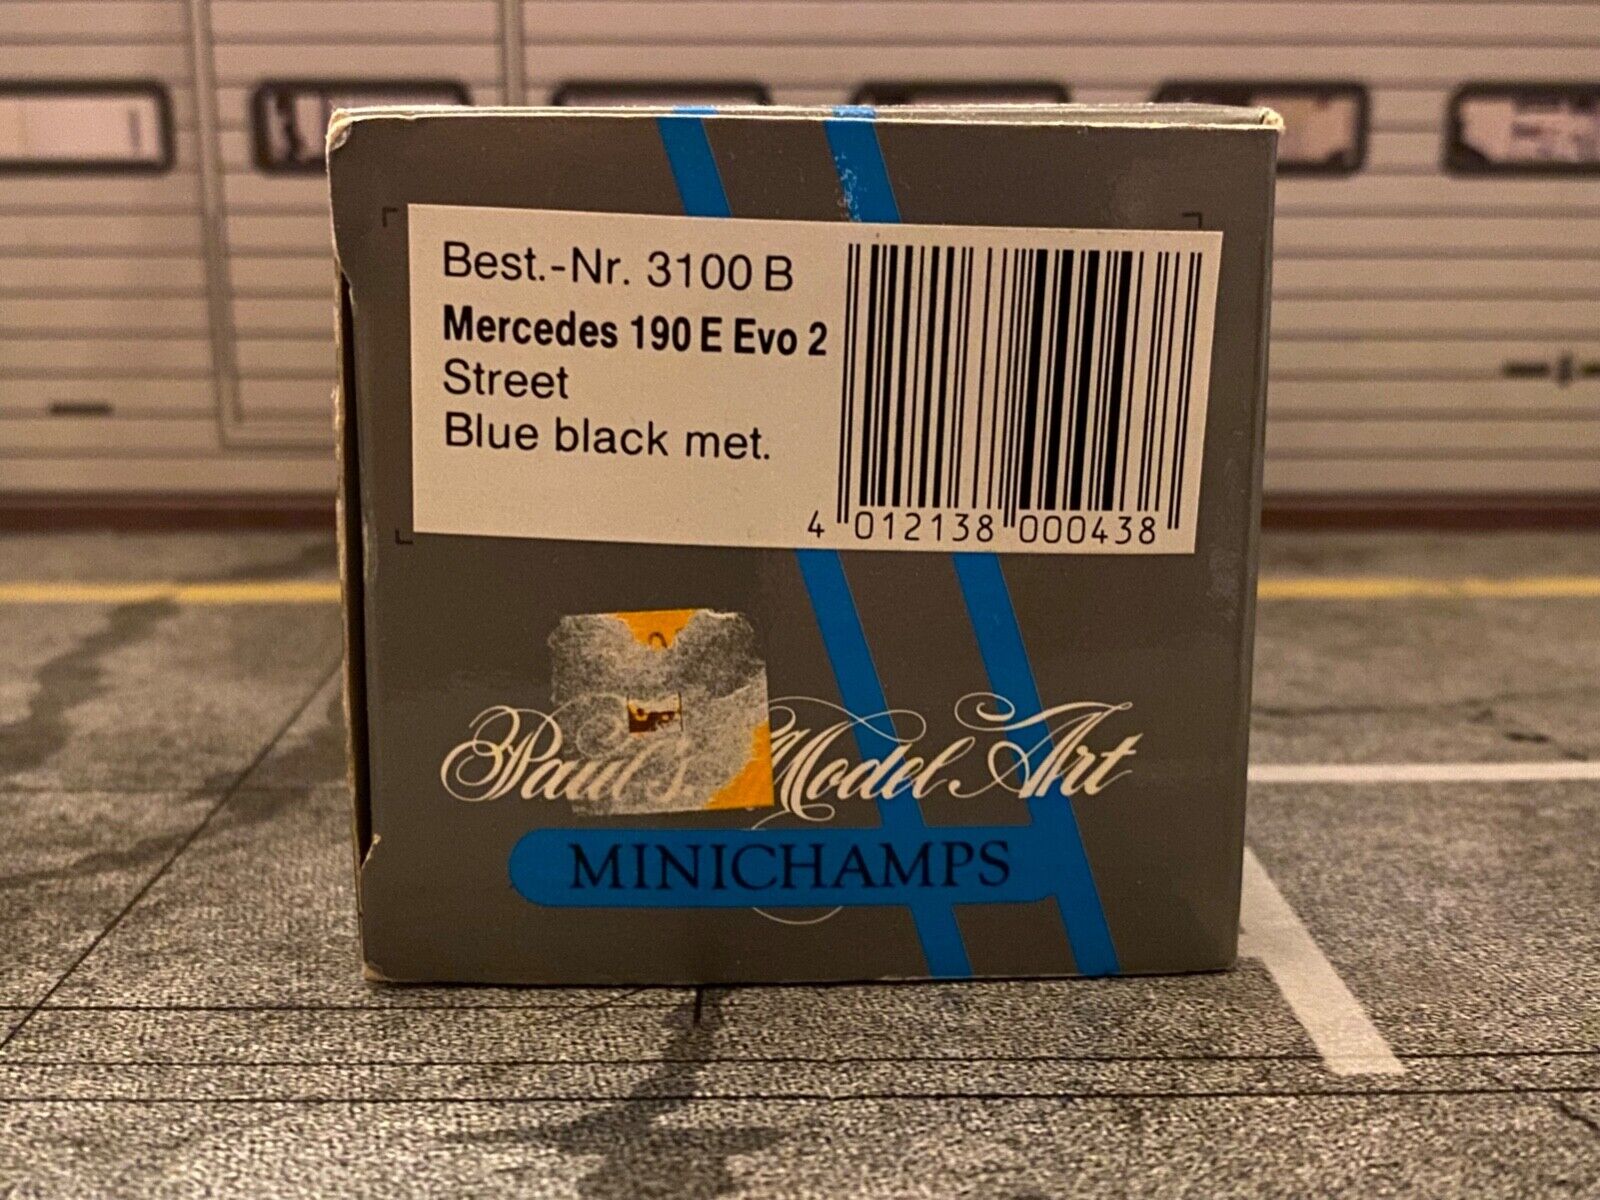 Best.-Nr. 3100 B
Mercedes 190 E Evo 2
Street
Blue black met.
4 012138 000438
Paul's Model Art
MINICHAMPS